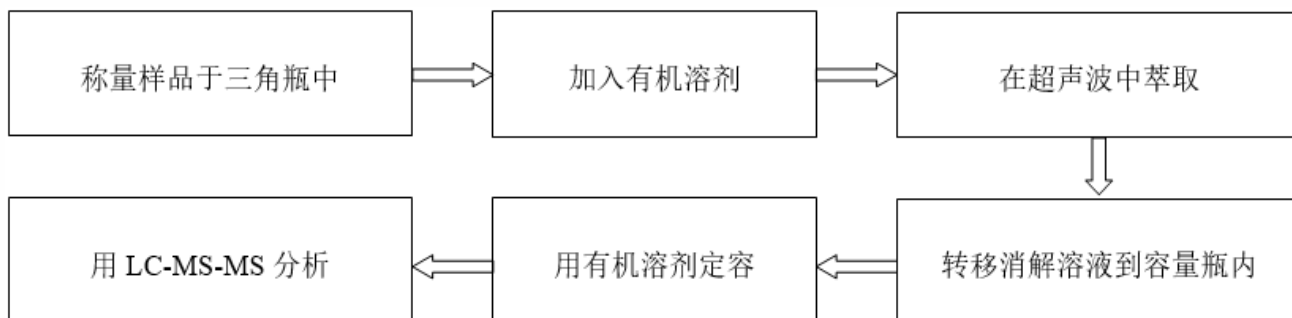 称量样品于三角瓶中
加入有机溶剂
在超声波中萃取
用 LC-MS-MS 分析
用有机溶剂定容
转移消解溶液到容量瓶内